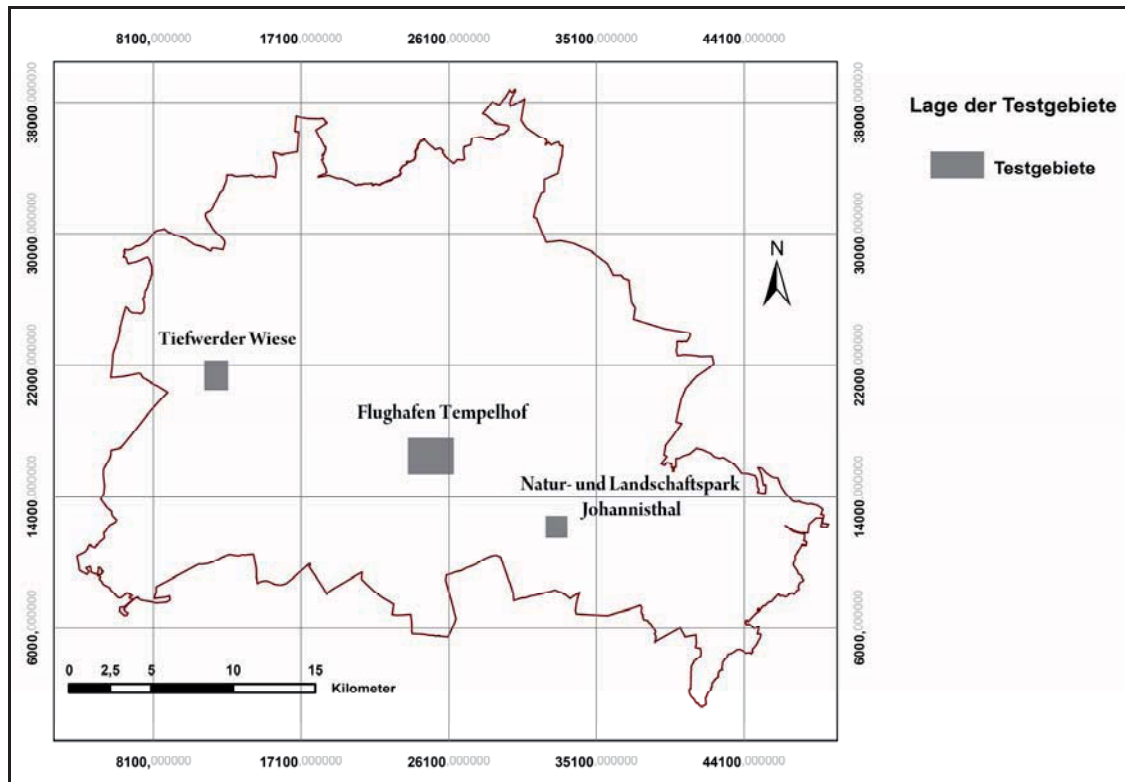 8100,000000 17100,000000 26100,000000 35100,000000 44100,000000
38000,000000
38000,000000
Lage der Testgebiete
Testgebiete
30000,000000
30000,000000
N
Tiefwerder Wiese
22000,000000
22000,000000
Flughafen Tempelhof
Natur- und Landschaftspark
Johannisthal
14000,000000
14000,000000
6000,000000
6000,000000
0 2,5 5 10 15
Kilometer
8100,000000 17100,000000 26100,000000 35100,000000 44100,000000